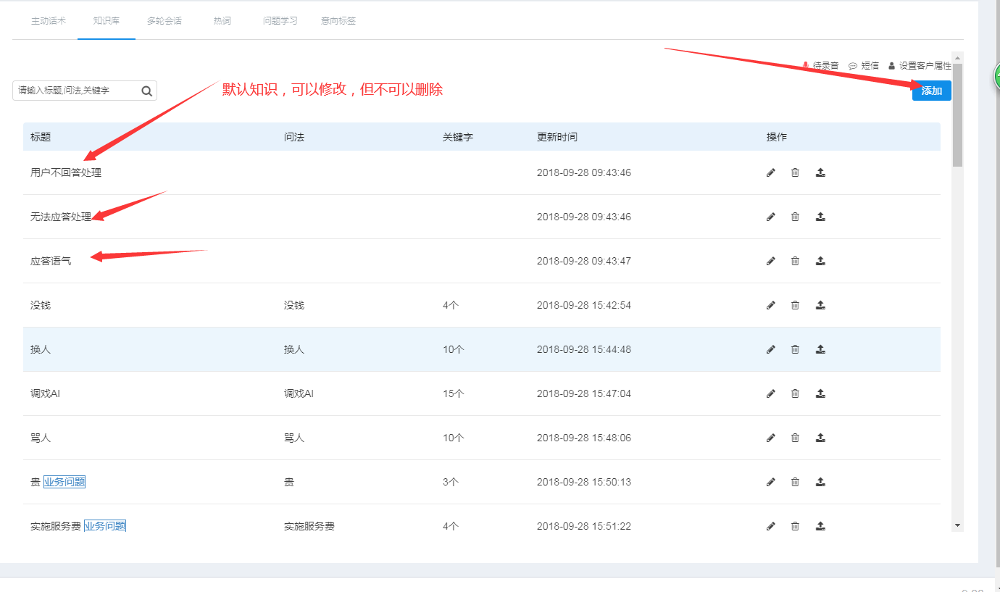 主动话术 知识库 多轮会话 热词 问题学习 意向标签
待录音 短信 设置客户属性
请输入标题,问法,关键字 默认知识，可以修改，但不可以删除 添加
标题 问法 关键字 更新时间 操作
用户不回答处理 2018-09-28 09:43:46
无法应答处理 2018-09-28 09:43:46
应答语气 2018-09-28 09:43:47
没钱 没钱 4个 2018-09-28 15:42:54
换人 换人 10个 2018-09-28 15:44:48
调戏AI 调戏AI 15个 2018-09-28 15:47:04
骂人 骂人 10个 2018-09-28 15:48:06
贵 业务问题 贵 3个 2018-09-28 15:50:13
实施服务费 业务问题 实施服务费 4个 2018-09-28 15:51:22